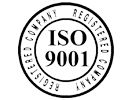 REGISTERED COMPANY
REGISTERED COMPANY
ISO
9001